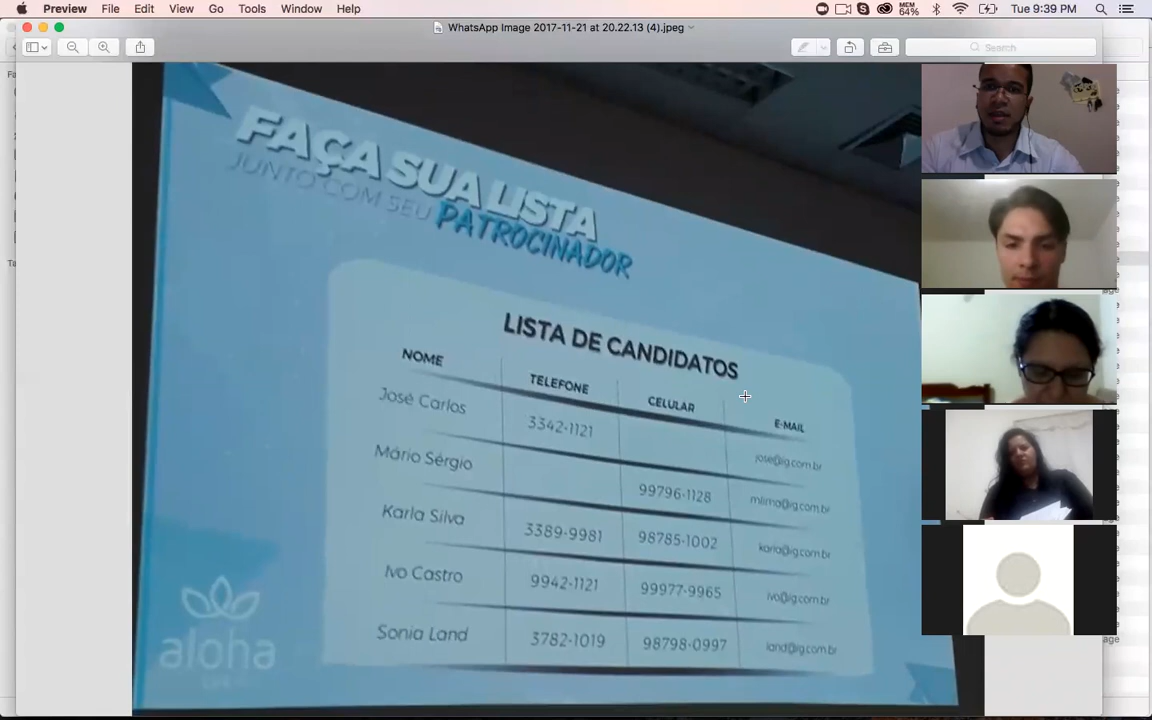 Preview File Edit View Go Tools Window Help
MEM
64%
Tue 9:39 PM
WhatsApp Image 2017-11-21 at 20.22.13 (4).jpeg
Search
FAÇA SUA LISTA
JUNTO COM SEU PATROCINADOR
LISTA DE CANDIDATOS
NOME TELEFONE CELULAR E-MAIL
José Carlos 3342-1121 jose@ig.com.br
Mário Sérgio 99796-1128 mlima@ig.com.br
Karla Silva 3389-9981 98785-1002 karla@ig.com.br
Ivo Castro 9942-1121 99977-9965 ivo@ig.com.br
Sonia Land 3782-1019 98798-0997 land@ig.com.br
aloha